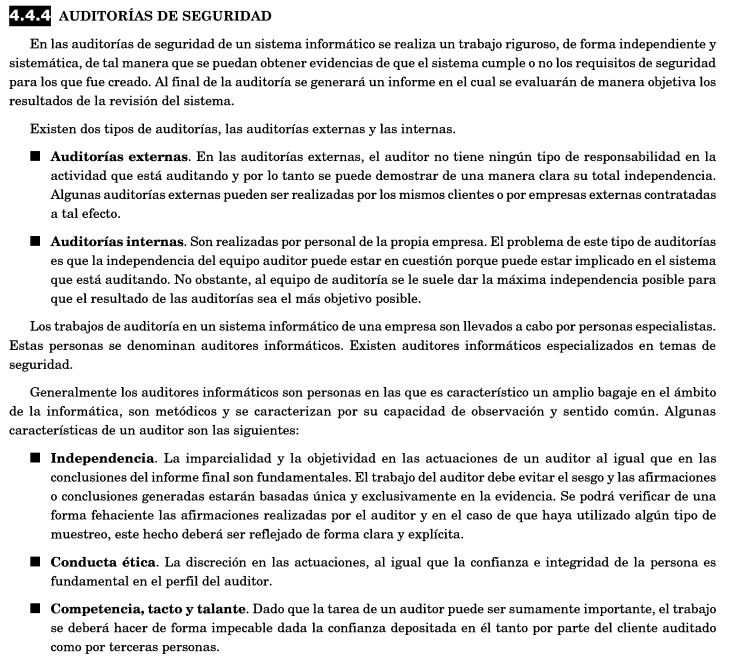 4.4.4 AUDITORÍAS DE SEGURIDAD
En las auditorías de seguridad de un sistema informático se realiza un trabajo riguroso, de forma independiente y
sistemática, de tal manera que se puedan obtener evidencias de que el sistema cumple o no los requisitos de seguridad
para los que fue creado. Al final de la auditoría se generará un informe en el cual se evaluarán de manera objetiva los
resultados de la revisión del sistema.
Existen dos tipos de auditorías, las auditorías externas y las internas.
■ Auditorías externas. En las auditorías externas, el auditor no tiene ningún tipo de responsabilidad en la
actividad que está auditando y por lo tanto se puede demostrar de una manera clara su total independencia.
Algunas auditorías externas pueden ser realizadas por los mismos clientes o por empresas externas contratadas
a tal efecto.
■ Auditorías internas. Son realizadas por personal de la propia empresa. El problema de este tipo de auditorías
es que la independencia del equipo auditor puede estar en cuestión porque puede estar implicado en el sistema
que está auditando. No obstante, al equipo de auditoría se le suele dar la máxima independencia posible para
que el resultado de las auditorías sea el más objetivo posible.
Los trabajos de auditoría en un sistema informático de una empresa son llevados a cabo por personas especialistas.
Estas personas se denominan auditores informáticos. Existen auditores informáticos especializados en temas de
seguridad.
Generalmente los auditores informáticos son personas en las que es característico un amplio bagaje en el ámbito
de la informática, son metódicos y se caracterizan por su capacidad de observación y sentido común. Algunas
características de un auditor son las siguientes:
■ Independencia. La imparcialidad y la objetividad en las actuaciones de un auditor al igual que en las
conclusiones del informe final son fundamentales. El trabajo del auditor debe evitar el sesgo y las afirmaciones
o conclusiones generadas estarán basadas única y exclusivamente en la evidencia. Se podrá verificar de una
forma fehaciente las afirmaciones realizadas por el auditor y en el caso de que haya utilizado algún tipo de
muestreo, este hecho deberá ser reflejado de forma clara y explícita.
■ Conducta ética. La discreción en las actuaciones, al igual que la confianza e integridad de la persona es
fundamental en el perfil del auditor.
■ Competencia, tacto y talante. Dado que la tarea de un auditor puede ser sumamente importante, el trabajo
se deberá hacer de forma impecable dada la confianza depositada en él tanto por parte del cliente auditado
como por terceras personas.